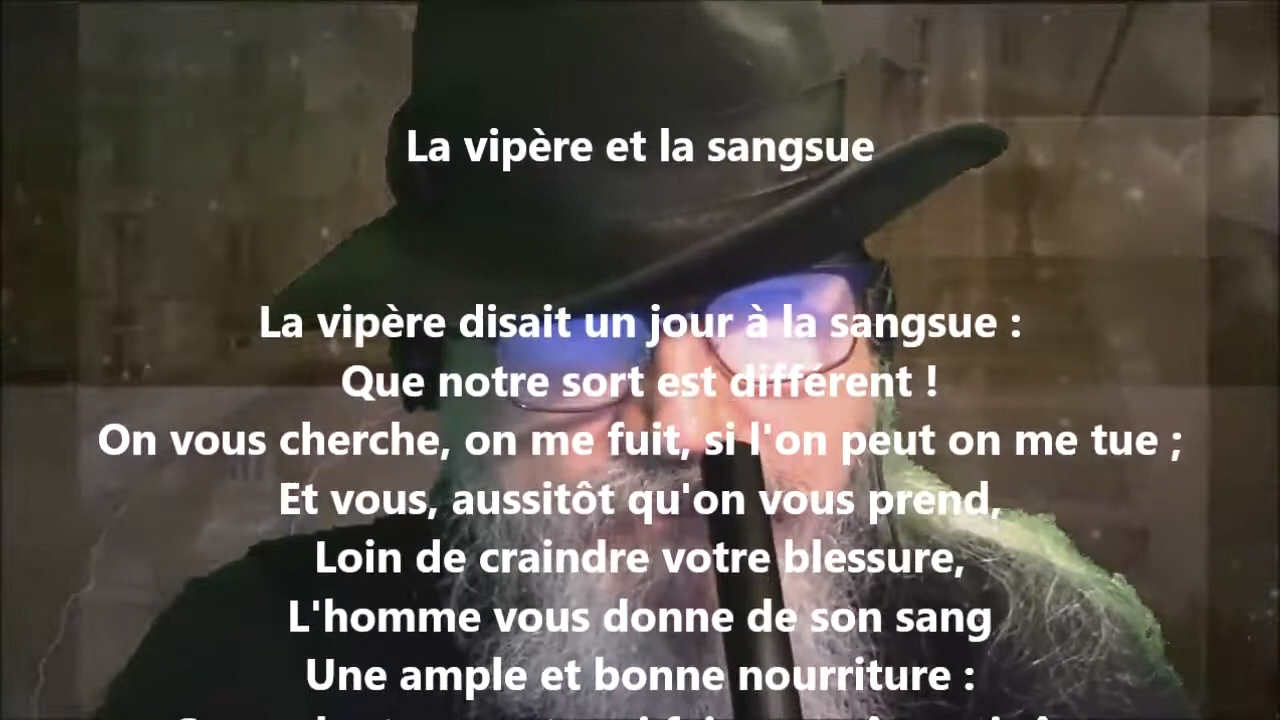 La vipère et la sangsue
La vipère disait un jour à la sangsue :
Que notre sort est différent !
On vous cherche, on me fuit, si l'on peut on me tue ;
Et vous, aussitôt qu'on vous prend,
Loin de craindre votre blessure,
L'homme vous donne de son sang
Une ample et bonne nourriture :